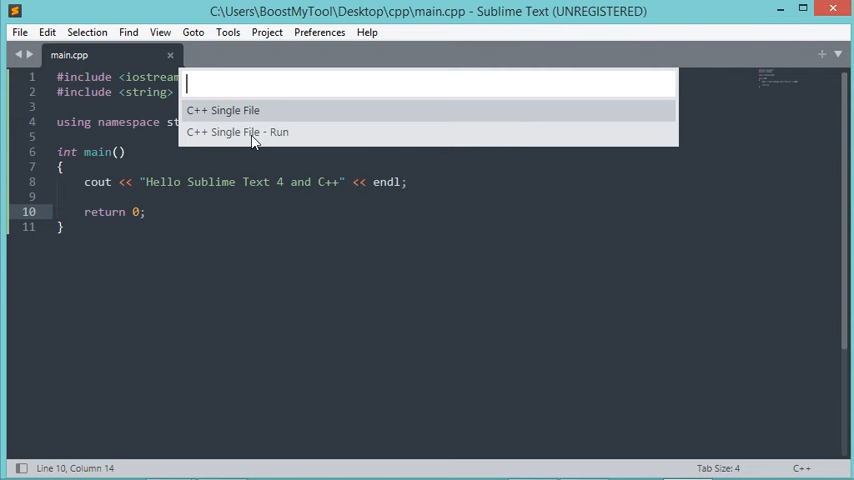 C:\Users\BoostMyTool\Desktop\cpp\main.cpp - Sublime Text (UNREGISTERED)
File Edit Selection Find View Goto Tools Project Preferences Help
main.cpp
1 #include <iostream
2 #include <string>
3
4 using namespace st
5
6 int main()
7 {
8 cout << "Hello Sublime Text 4 and C++" << endl;
9
10 return 0;
11 }
C++ Single File
C++ Single File - Run
Line 10, Column 14 Tab Size: 4 C++